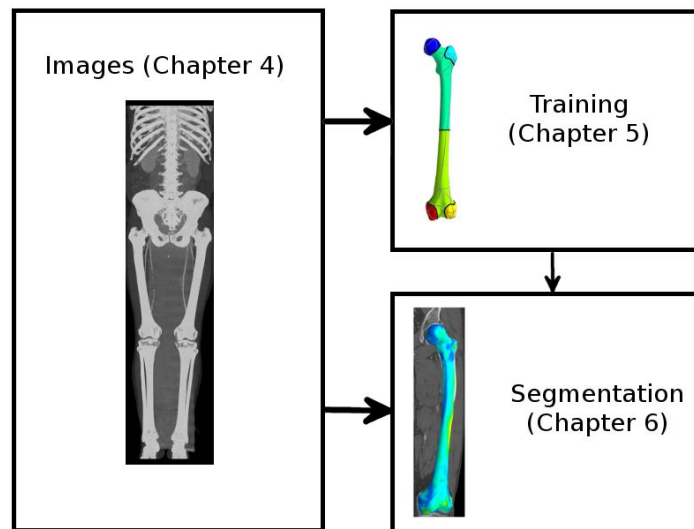 Images (Chapter 4)
Training
(Chapter 5)
Segmentation
(Chapter 6)